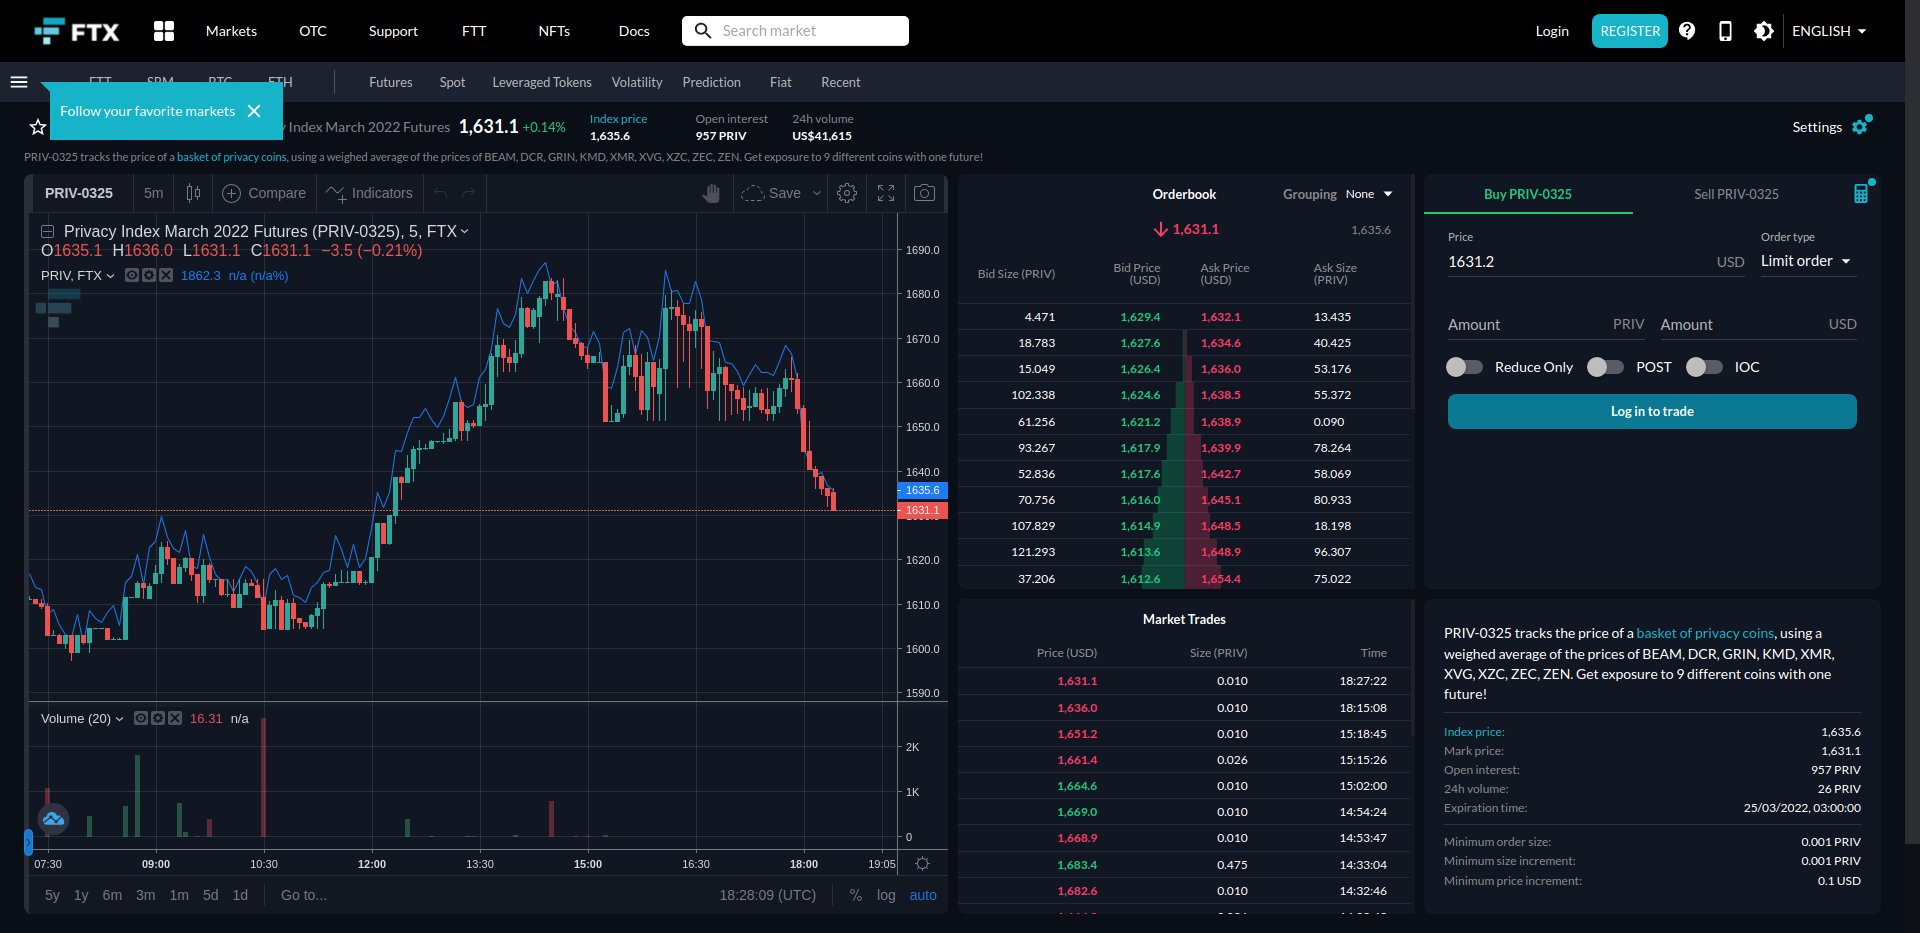 FTX
Markets
OTC
Support
FTT
NFTs
Docs
Search market
Login
REGISTER
ENGLISH
FTT
SRM
BTC
ETH
Futures
Spot
Leveraged Tokens
Volatility
Prediction
Fiat
Recent
Follow your favorite markets
Index March 2022 Futures
1,631.1 +0.14%
Index price
1,635.6
Open interest
957 PRIV
24h volume
US$41,615
Settings
PRIV-0325 tracks the price of a basket of privacy coins, using a weighed average of the prices of BEAM, DCR, GRIN, KMD, XMR, XVG, XZC, ZEC, ZEN. Get exposure to 9 different coins with one future!
PRIV-0325
5m
Compare
Indicators
Save
Privacy Index March 2022 Futures (PRIV-0325), 5, FTX
O1635.1 H1636.0 L1631.1 C1631.1 −3.5 (−0.21%)
PRIV, FTX
1862.3 n/a (n/a%)
1690.0
1680.0
1670.0
1660.0
1650.0
1640.0
1635.6
1631.1
1620.0
1610.0
1600.0
1590.0
Volume (20)
16.31 n/a
2K
1K
0
07:30 09:00 10:30 12:00 13:30 15:00 16:30 18:00 19:05
5y 1y 6m 3m 1m 5d 1d Go to...
18:28:09 (UTC) % log auto
Orderbook
Grouping None
1,631.1
1,635.6
Bid Size (PRIV)
Bid Price
(USD)
Ask Price
(USD)
Ask Size
(PRIV)
4.471 1,629.4 1,632.1 13.435
18.783 1,627.6 1,634.6 40.425
15.049 1,626.4 1,636.0 53.176
102.338 1,624.6 1,638.5 55.372
61.256 1,621.2 1,638.9 0.090
93.267 1,617.9 1,639.9 78.264
52.836 1,617.6 1,642.7 58.069
70.756 1,616.0 1,645.1 80.933
107.829 1,614.9 1,648.5 18.198
121.293 1,613.6 1,648.9 96.307
37.206 1,612.6 1,654.4 75.022
Market Trades
Price (USD) Size (PRIV) Time
1,631.1 0.010 18:27:22
1,636.0 0.010 18:15:08
1,651.2 0.010 15:18:45
1,661.4 0.026 15:15:26
1,664.6 0.010 15:02:00
1,669.0 0.010 14:54:24
1,668.9 0.010 14:53:47
1,683.4 0.475 14:33:04
1,682.6 0.010 14:32:46
Buy PRIV-0325
Sell PRIV-0325
Price
1631.2 USD
Order type
Limit order
Amount PRIV
Amount USD
Reduce Only
POST
IOC
Log in to trade
PRIV-0325 tracks the price of a basket of privacy coins, using a
weighed average of the prices of BEAM, DCR, GRIN, KMD, XMR,
XVG, XZC, ZEC, ZEN. Get exposure to 9 different coins with one
future!
Index price: 1,635.6
Mark price: 1,631.1
Open interest: 957 PRIV
24h volume: 26 PRIV
Expiration time: 25/03/2022, 03:00:00
Minimum order size: 0.001 PRIV
Minimum size increment: 0.001 PRIV
Minimum price increment: 0.1 USD